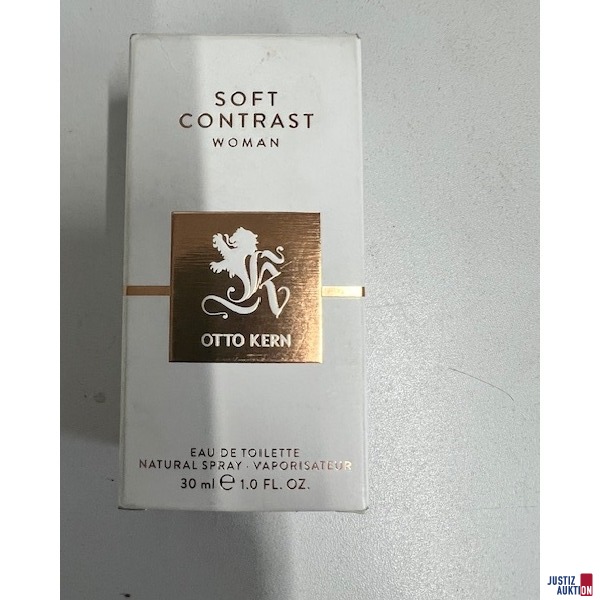 SOFT
CONTRAST
WOMAN
K
OTTO KERN
EAU DE TOILETTE
NATURAL SPRAY · VAPORISATEUR
30 ml ℮ 1.0 FL. OZ.
JUSTIZ
AUKTION